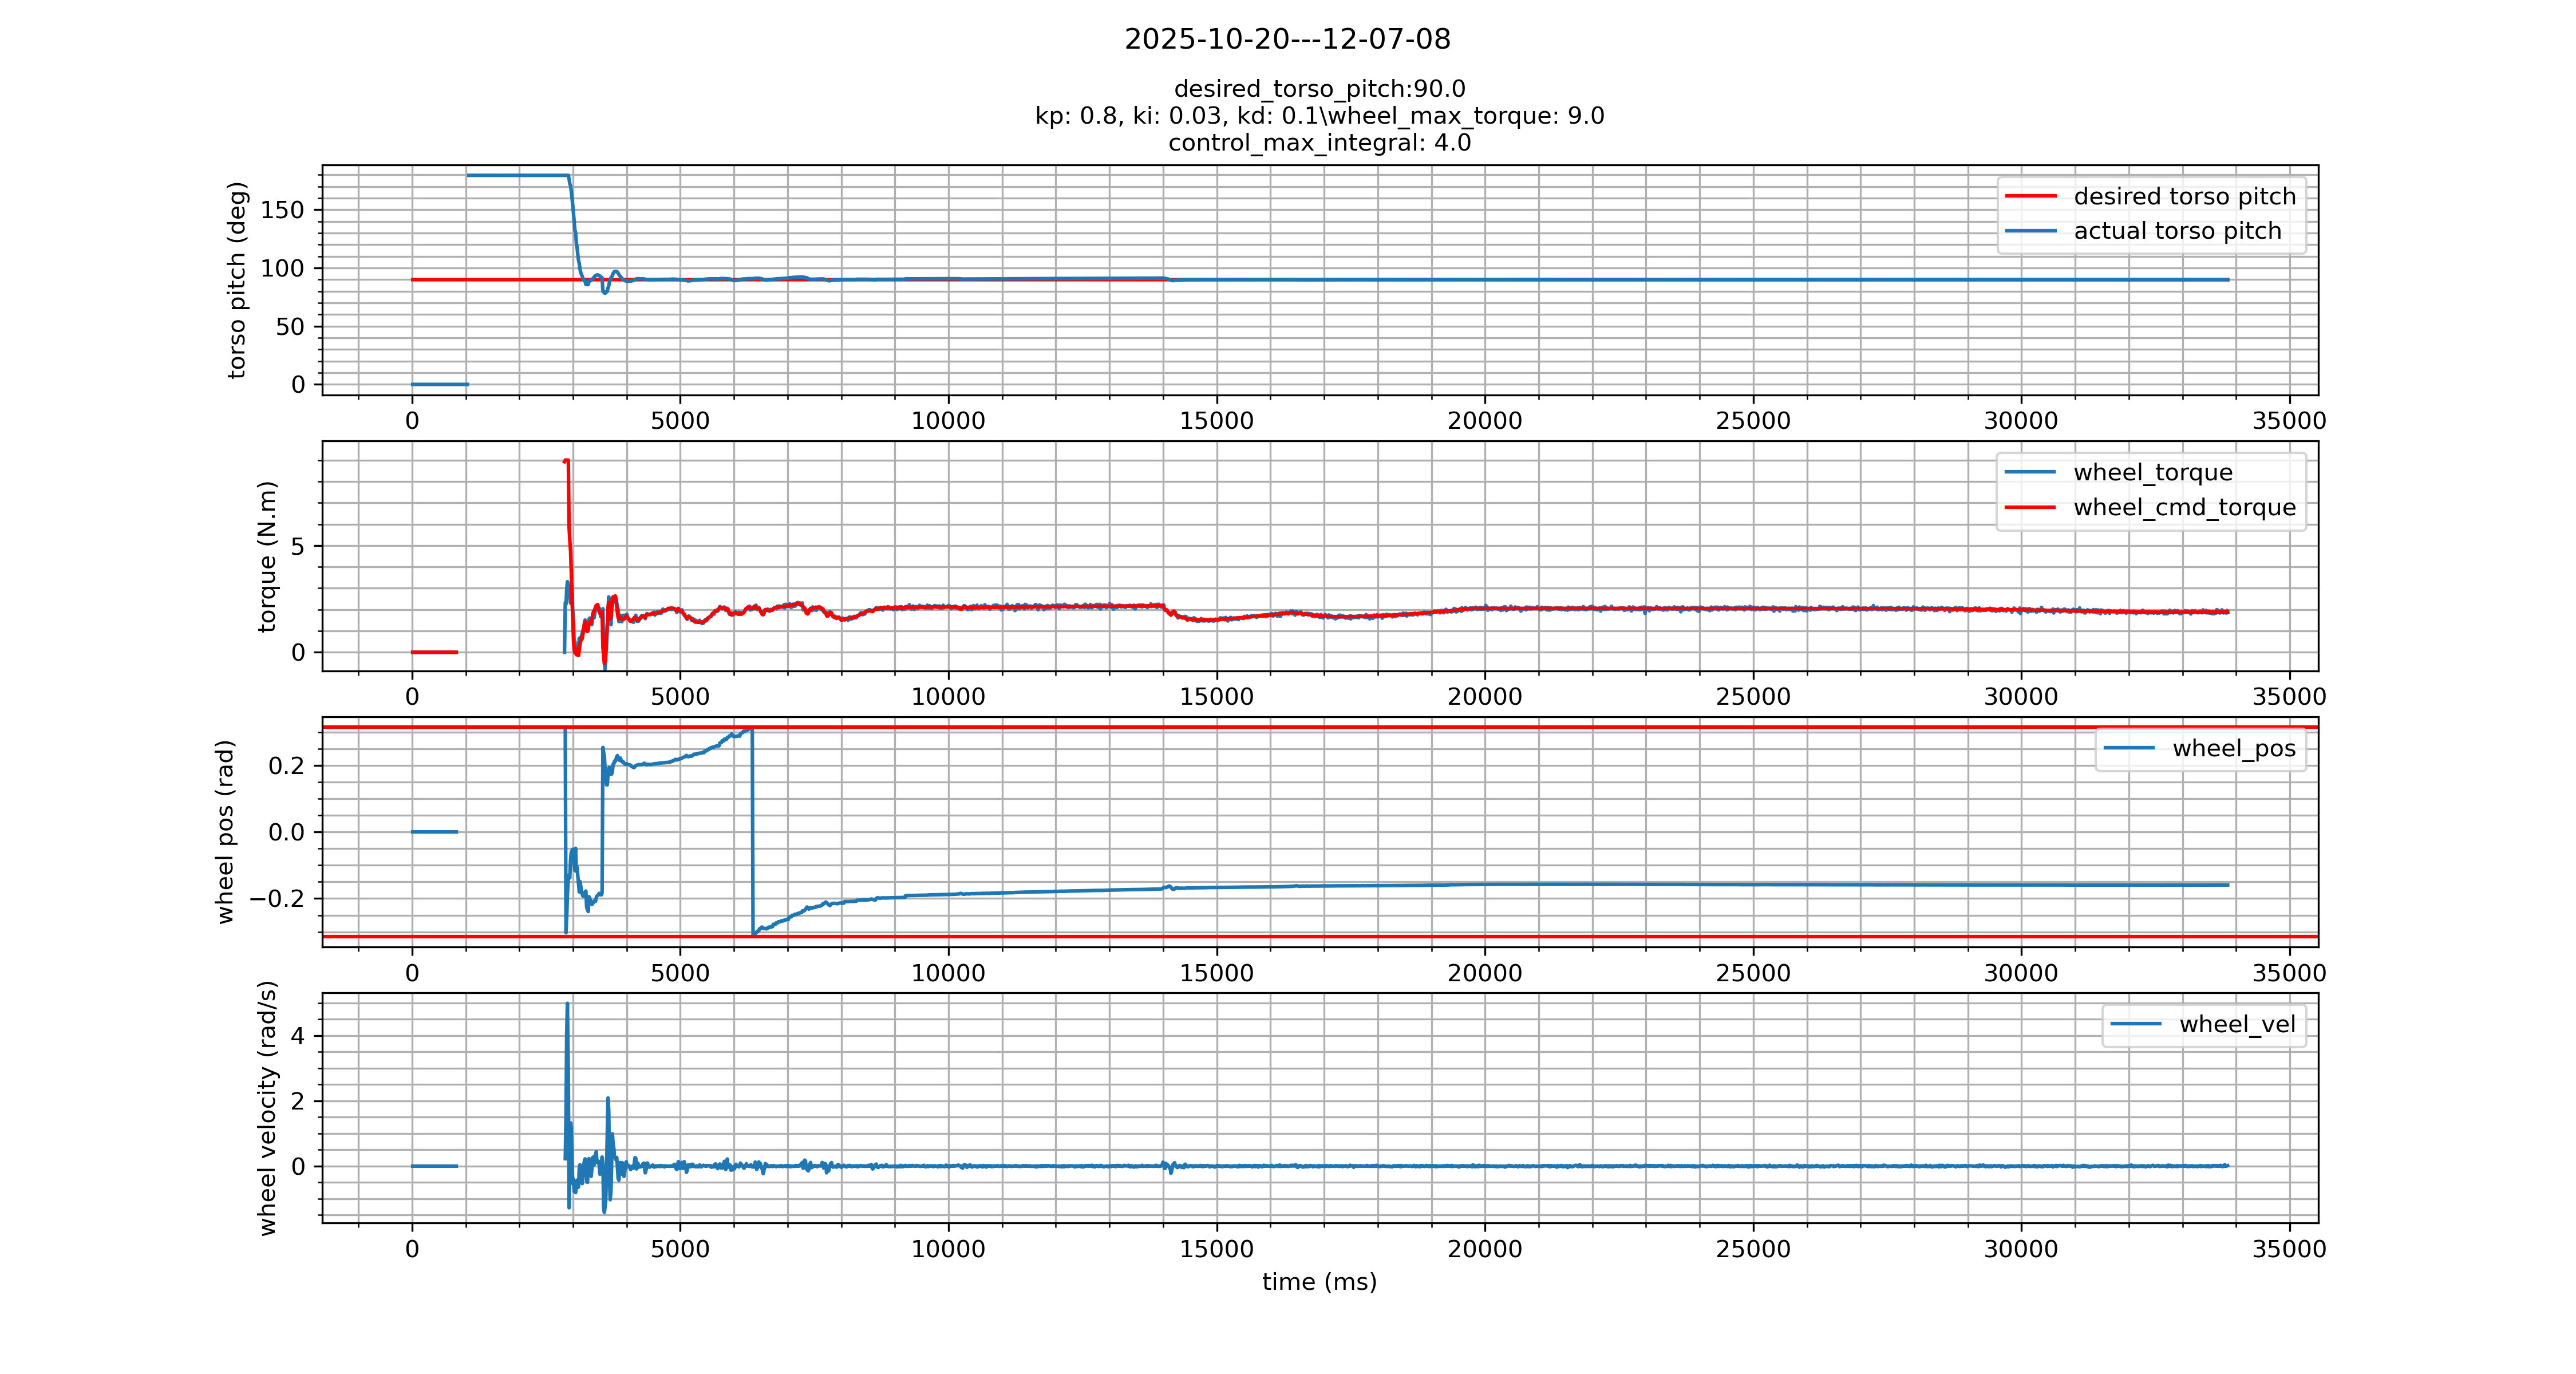 2025-10-20---12-07-08
desired_torso_pitch:90.0
kp: 0.8, ki: 0.03, kd: 0.1\wheel_max_torque: 9.0
control_max_integral: 4.0
torso pitch (deg)
150
100
50
0
desired torso pitch
actual torso pitch
0 5000 10000 15000 20000 25000 30000 35000
torque (N.m)
5
0
wheel_torque
wheel_cmd_torque
0 5000 10000 15000 20000 25000 30000 35000
wheel pos (rad)
0.2
0.0
−0.2
wheel_pos
0 5000 10000 15000 20000 25000 30000 35000
wheel velocity (rad/s)
4
2
0
wheel_vel
0 5000 10000 15000 20000 25000 30000 35000
time (ms)